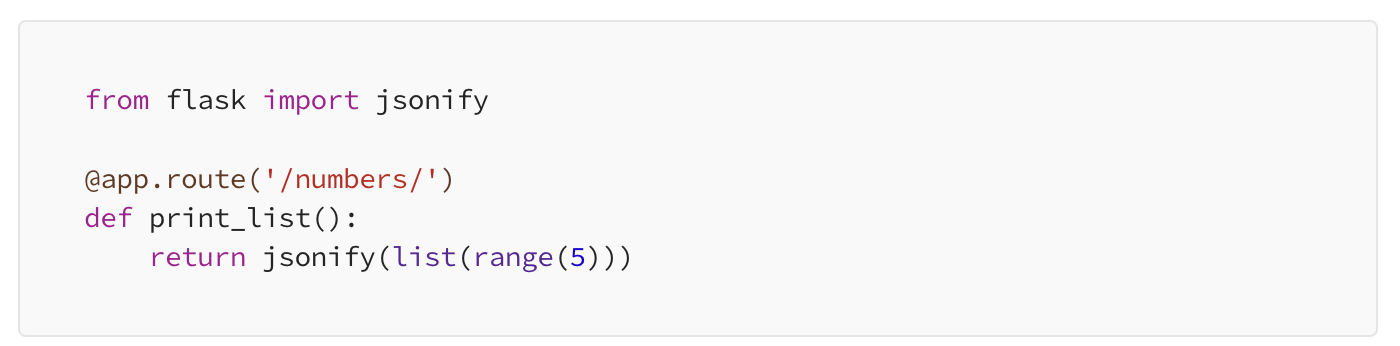 from flask import jsonify
@app.route('/numbers/')
def print_list():
    return jsonify(list(range(5)))